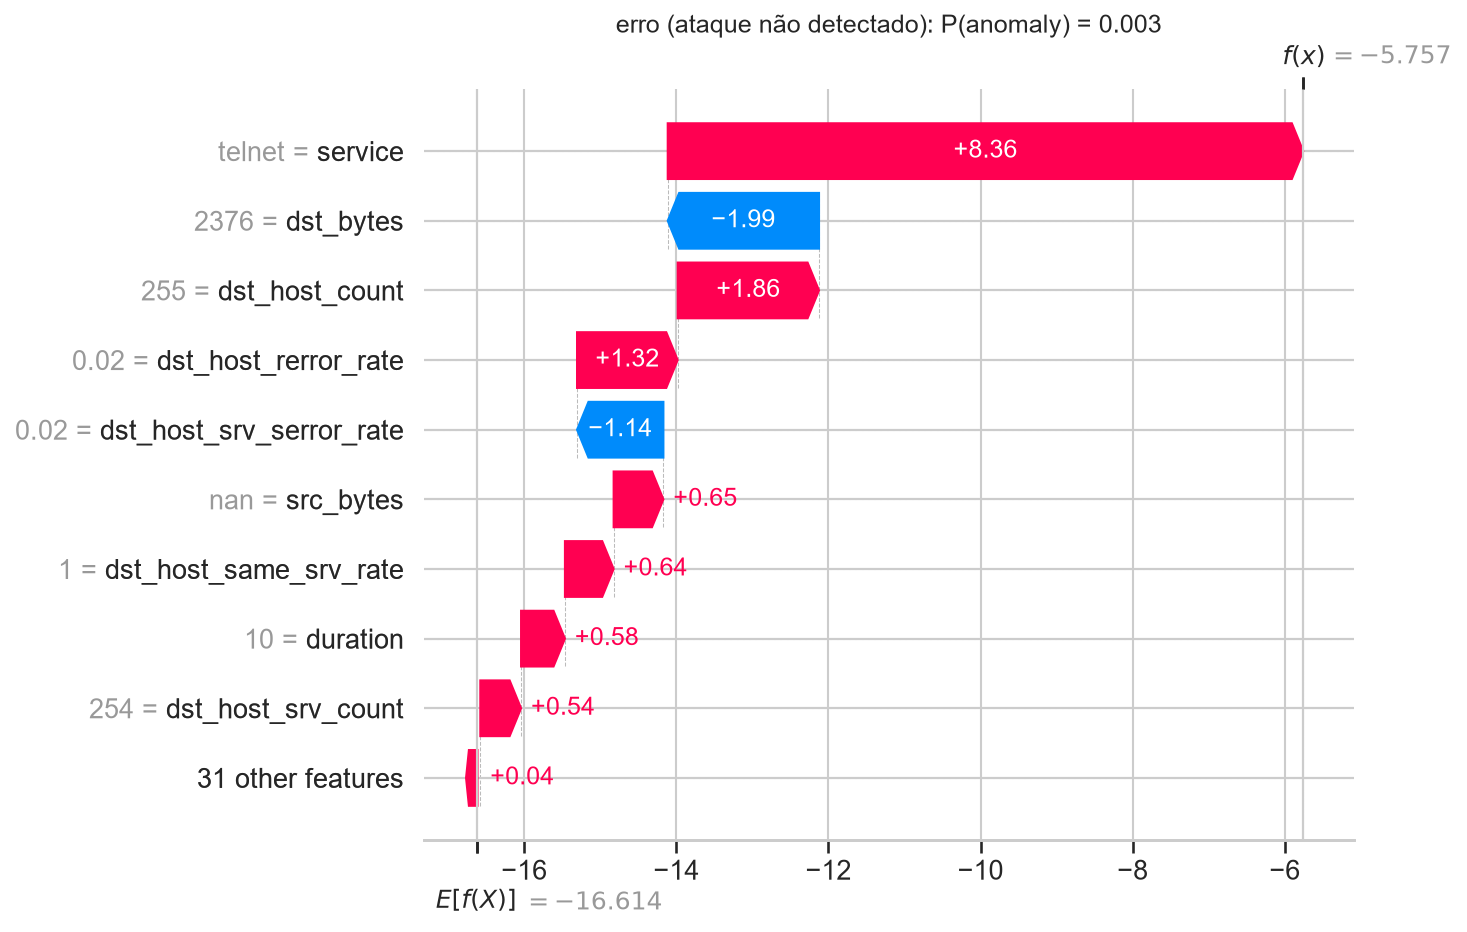 erro (ataque não detectado): P(anomaly) = 0.003
f(x) = −5.757
telnet = service
+8.36
2376 = dst_bytes
−1.99
255 = dst_host_count
+1.86
0.02 = dst_host_rerror_rate
+1.32
0.02 = dst_host_srv_serror_rate
−1.14
nan = src_bytes
+0.65
1 = dst_host_same_srv_rate
+0.64
10 = duration
+0.58
254 = dst_host_srv_count
+0.54
31 other features
+0.04
−16 −14 −12 −10 −8 −6
E[f(X)] = −16.614